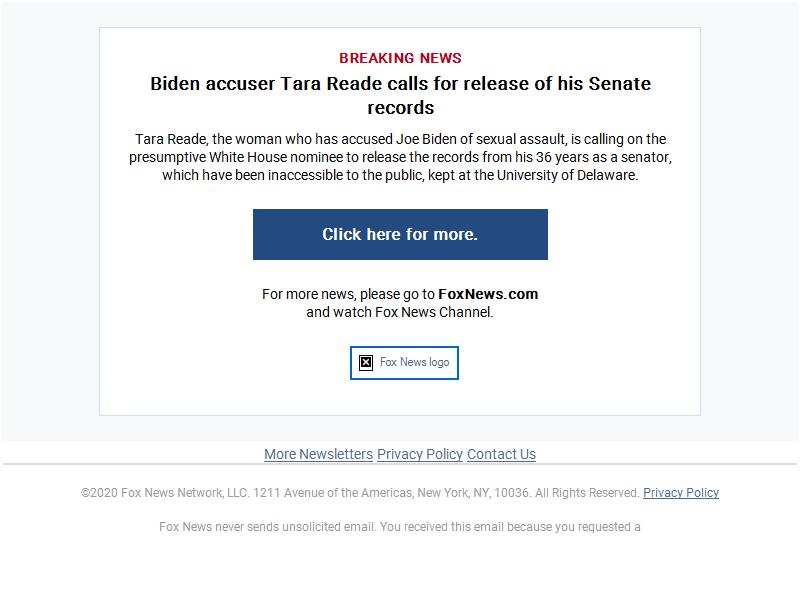 BREAKING NEWS
Biden accuser Tara Reade calls for release of his Senate
records
Tara Reade, the woman who has accused Joe Biden of sexual assault, is calling on the
presumptive White House nominee to release the records from his 36 years as a senator,
which have been inaccessible to the public, kept at the University of Delaware.
Click here for more.
For more news, please go to FoxNews.com
and watch Fox News Channel.
Fox News logo
More Newsletters Privacy Policy Contact Us
©2020 Fox News Network, LLC. 1211 Avenue of the Americas, New York, NY, 10036. All Rights Reserved. Privacy Policy
Fox News never sends unsolicited email. You received this email because you requested a